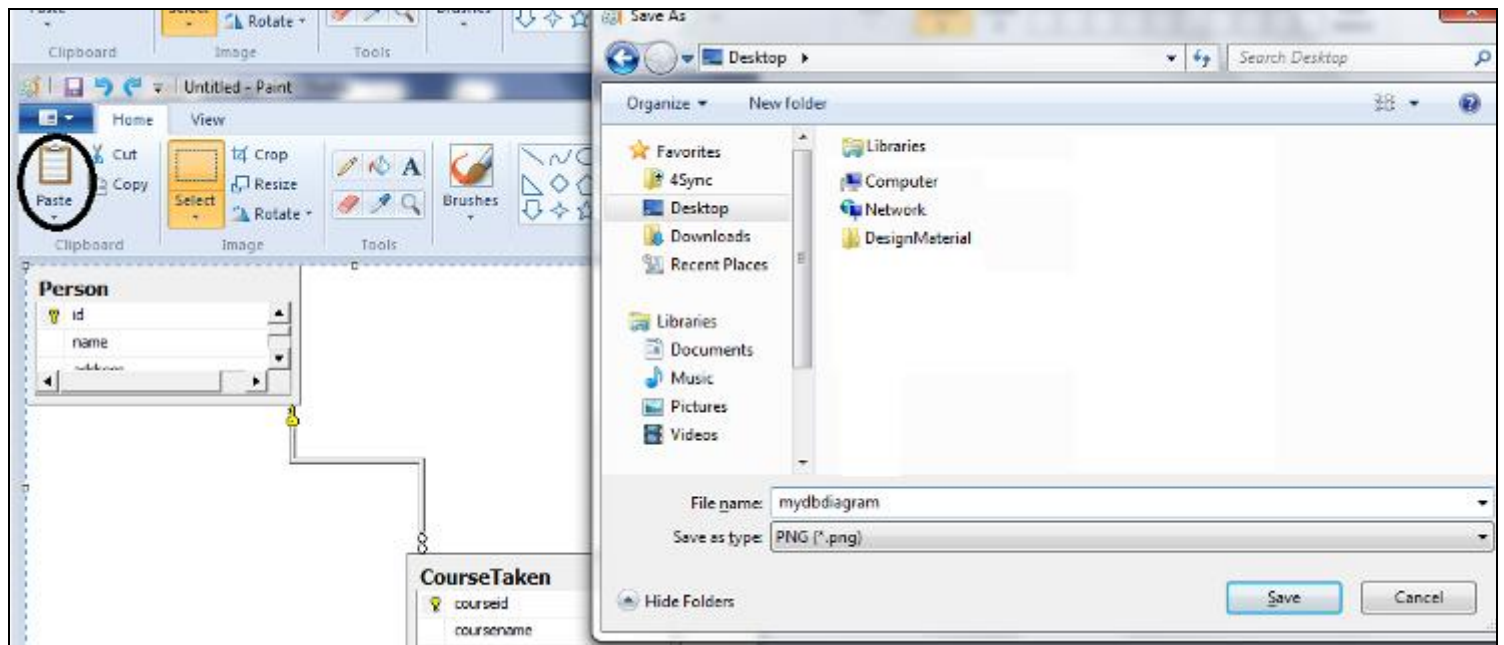 Rotate
Clipboard
Image
Tools
Untitled - Paint
Home
View
Cut
Copy
Paste
Select
Crop
Resize
Rotate
A
Brushes
Clipboard
Image
Tools
Person
id
name
CourseTaken
courseid
coursename
Save As
Desktop
Search Desktop
Organize
New folder
Favorites
4Sync
Desktop
Downloads
Recent Places
Libraries
Documents
Music
Pictures
Videos
Libraries
Computer
Network
DesignMaterial
File name: mydbdiagram
Save as type: PNG (*.png)
Hide Folders
Save
Cancel